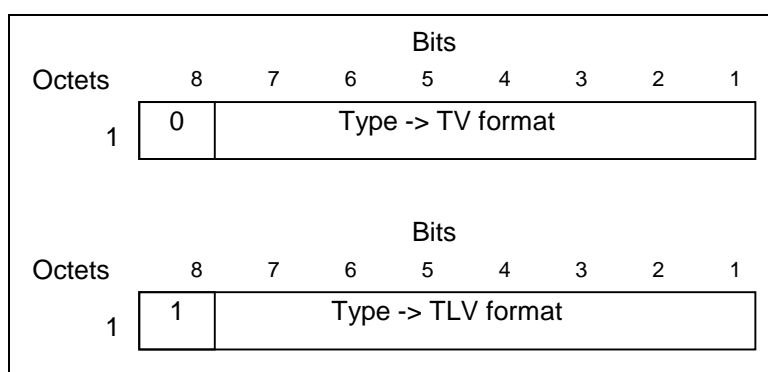 Bits
Octets 8 7 6 5 4 3 2 1
1 0 Type -> TV format
Bits
Octets 8 7 6 5 4 3 2 1
1 1 Type -> TLV format